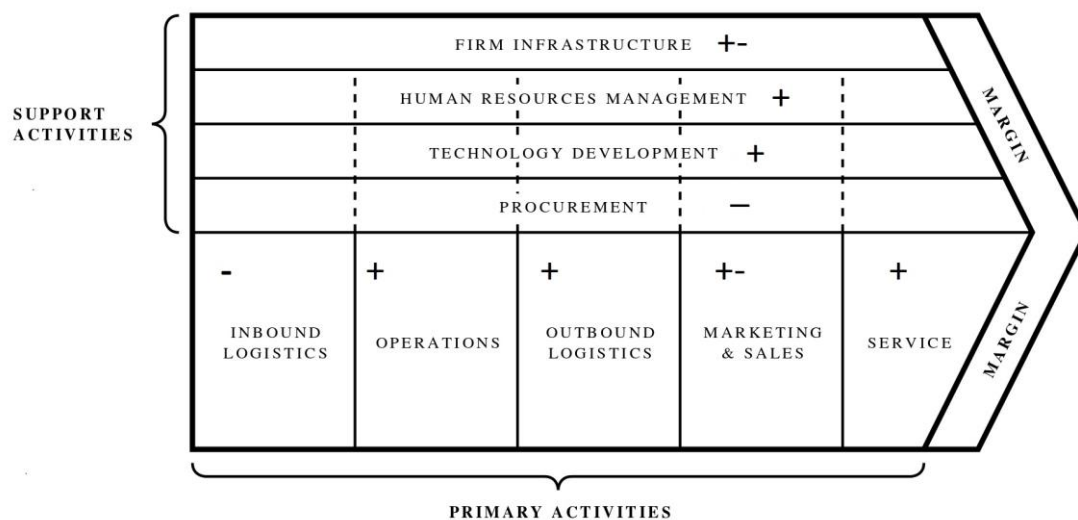 FIRM INFRASTRUCTURE +-
HUMAN RESOURCES MANAGEMENT +
SUPPORT
ACTIVITIES
TECHNOLOGY DEVELOPMENT +
PROCUREMENT –
MARGIN
- + + +- +
INBOUND
LOGISTICS
OPERATIONS
OUTBOUND
LOGISTICS
MARKETING
& SALES
SERVICE
MARGIN
PRIMARY ACTIVITIES